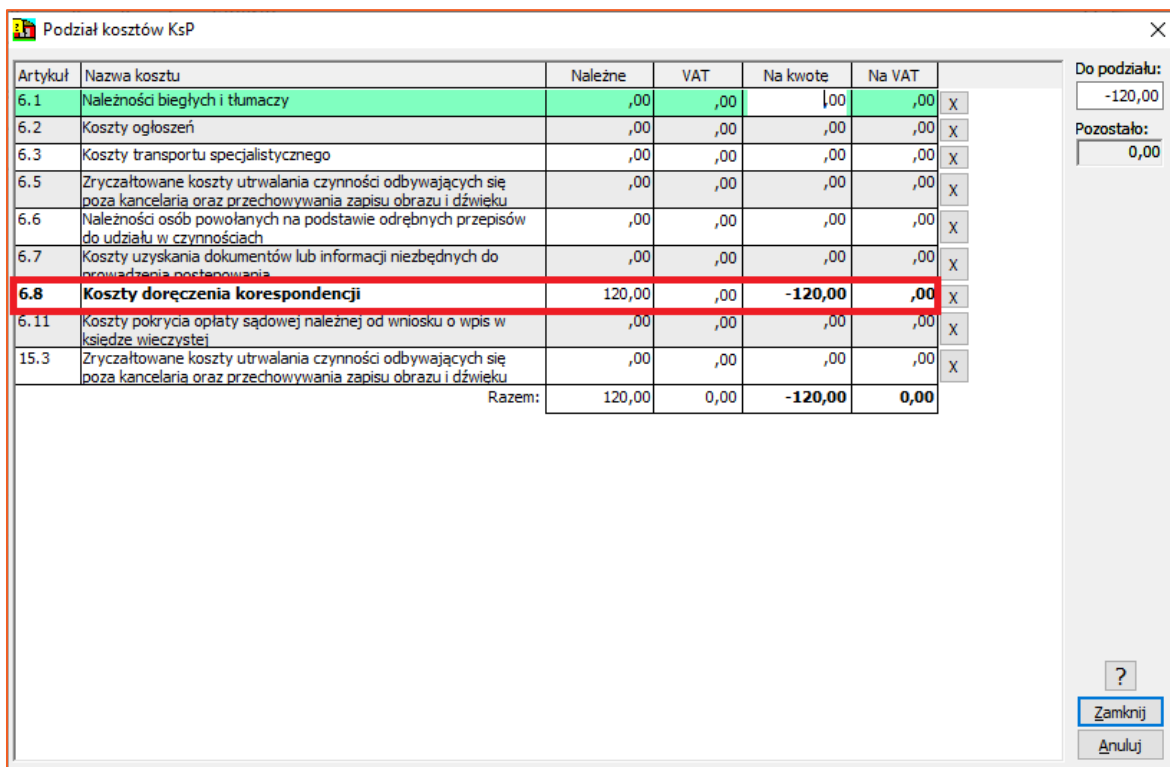 Podział kosztów KsP
Artykuł Nazwa kosztu Należne VAT Na kwotę Na VAT
6.1 Należności biegłych i tłumaczy ,00 ,00 ,00 ,00 X
6.2 Koszty ogłoszeń ,00 ,00 ,00 ,00 X
6.3 Koszty transportu specjalistycznego ,00 ,00 ,00 ,00 X
6.5 Zryczałtowane koszty utrwalania czynności odbywających się ,00 ,00 ,00 ,00 X
poza kancelarią oraz przechowywania zapisu obrazu i dźwięku
6.6 Należności osób powołanych na podstawie odrębnych przepisów ,00 ,00 ,00 ,00 X
do udziału w czynnościach
6.7 Koszty uzyskania dokumentów lub informacji niezbędnych do ,00 ,00 ,00 ,00 X
prowadzenia postępowania
6.8 Koszty doręczenia korespondencji 120,00 ,00 -120,00 ,00 X
6.11 Koszty pokrycia opłaty sądowej należnej od wniosku o wpis w ,00 ,00 ,00 ,00 X
księdze wieczystej
15.3 Zryczałtowane koszty utrwalania czynności odbywających się ,00 ,00 ,00 ,00 X
poza kancelarią oraz przechowywania zapisu obrazu i dźwięku
Razem: 120,00 0,00 -120,00 0,00
Do podziału:
-120,00
Pozostało:
0,00
?
Zamknij
Anuluj